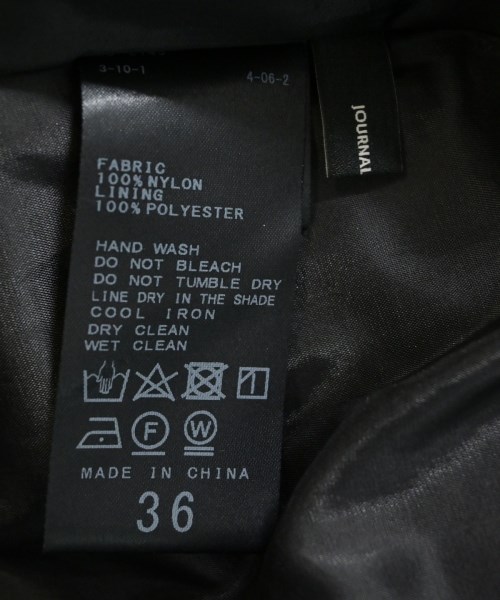 3-10-1
4-06-2
JOURNAL
FABRIC
100% NYLON
LINING
100% POLYESTER
HAND WASH
DO NOT BLEACH
DO NOT TUMBLE DRY
LINE DRY IN THE SHADE
COOL IRON
DRY CLEAN
WET CLEAN
F W
MADE IN CHINA
36